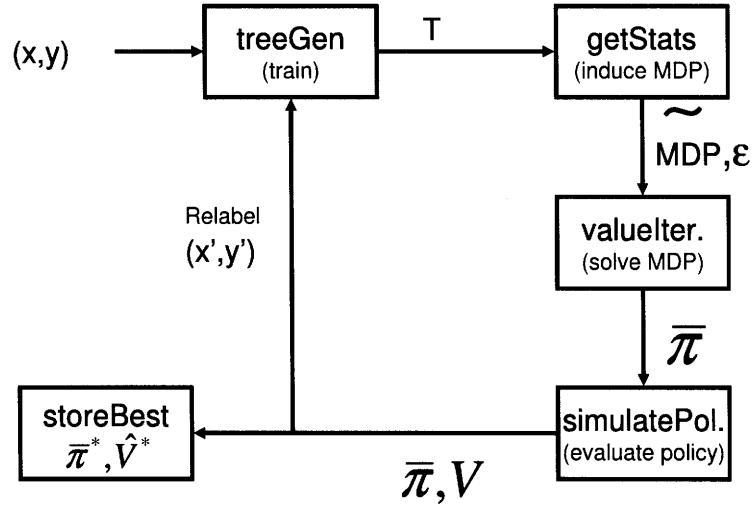 (x,y)
treeGen
(train)
T
getStats
(induce MDP)
~
MDP,ε
valueIter.
(solve MDP)
π̅
simulatePol.
(evaluate policy)
π̅,V
Relabel
(x',y')
storeBest
π̅*,V̂*